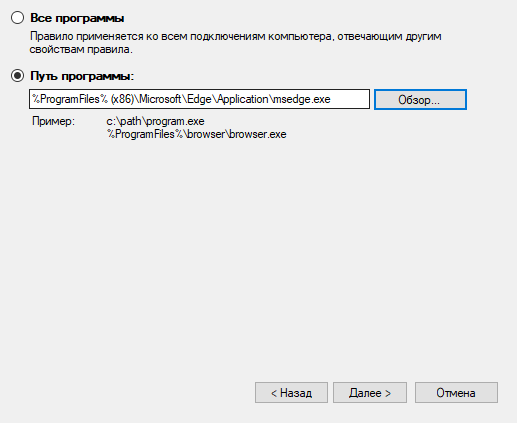 Все программы
Правило применяется ко всем подключениям компьютера, отвечающим другим
свойствам правила.
Путь программы:
%ProgramFiles% (x86)\Microsoft\Edge\Application\msedge.exe
Обзор...
Пример: c:\path\program.exe
%ProgramFiles%\browser\browser.exe
< Назад Далее > Отмена